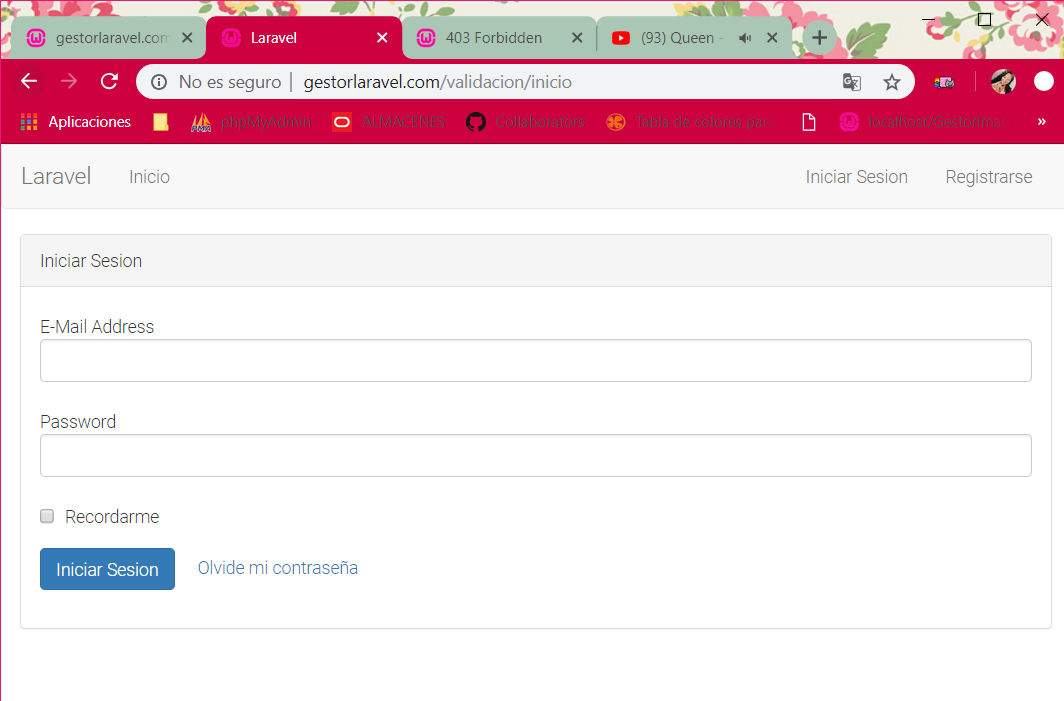 gestorlaravel.com
Laravel
403 Forbidden
(93) Queen -
No es seguro | gestorlaravel.com/validacion/inicio
Aplicaciones
phpMyAdmin
ALMACENES
Collaborators
Tabla de colores par
localhost/Gestor mat
»
Laravel Inicio Iniciar Sesion Registrarse
Iniciar Sesion
E-Mail Address
Password
Recordarme
Iniciar Sesion Olvide mi contraseña